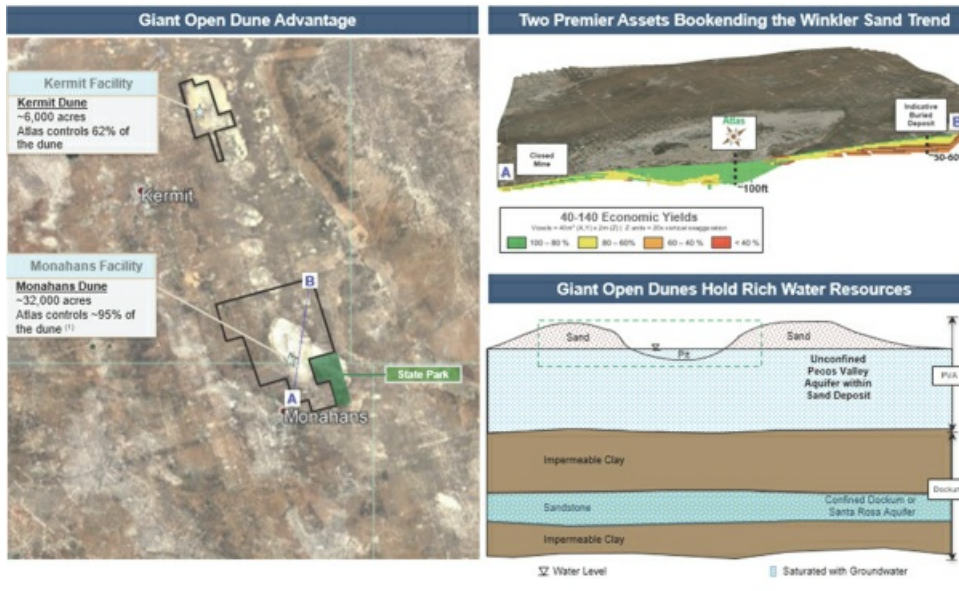 Giant Open Dune Advantage
Kermit Facility
Kermit Dune
~6,000 acres
Atlas controls 62% of
the dune
Kermit
Monahans Facility
Monahans Dune
~32,000 acres
Atlas controls ~95% of
the dune (1)
B
A
State Park
Monahans
Two Premier Assets Bookending the Winkler Sand Trend
Atlas
Indicative
Buried
Deposit
B
Closed
Mine
A
~100ft
40-140 Economic Yields
100 – 80 %
80 – 60%
60 – 40 %
< 40 %
Giant Open Dunes Hold Rich Water Resources
Sand
Pit
Sand
Unconfined
Pecos Valley
Aquifer within
Sand Deposit
PVA
Impermeable Clay
Sandstone
Confined Dockum or
Santa Rosa Aquifer
Impermeable Clay
Water Level
Saturated with Groundwater